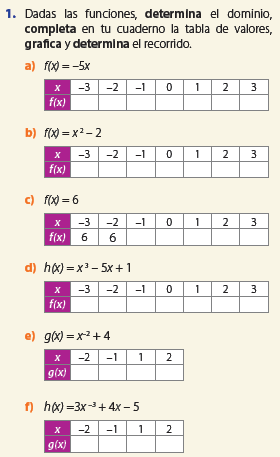 1. Dadas las funciones, determina el dominio,
completa en tu cuaderno la tabla de valores,
grafica y determina el recorrido.
a) f(x) = –5x
x –3 –2 –1 0 1 2 3
f(x)
b) f(x) = x² – 2
x –3 –2 –1 0 1 2 3
f(x)
c) f(x) = 6
x –3 –2 –1 0 1 2 3
f(x) 6 6
d) h(x) = x³ – 5x + 1
x –3 –2 –1 0 1 2 3
f(x)
e) g(x) = x⁻² + 4
x –2 –1 1 2
g(x)
f) h(x) =3x⁻³ + 4x – 5
x –2 –1 1 2
g(x)